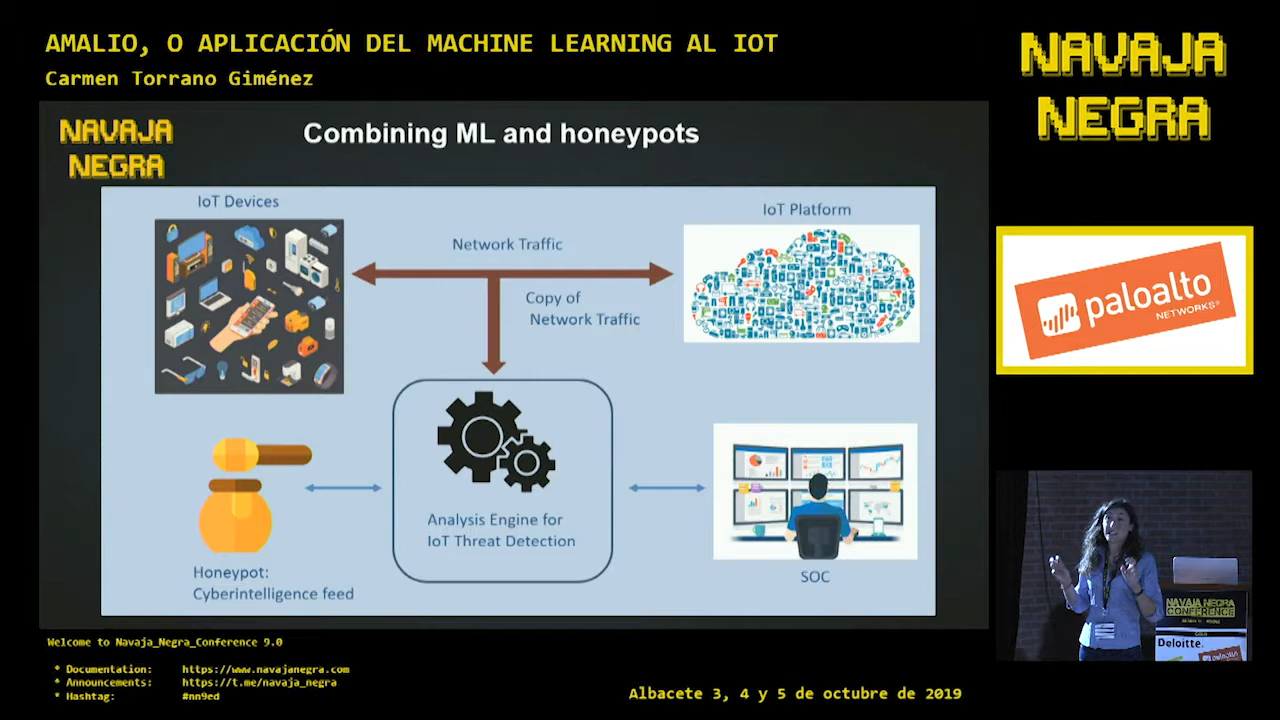 AMALIO, O APLICACIÓN DEL MACHINE LEARNING AL IOT
Carmen Torrano Giménez
NAVAJA
NEGRA
NAVAJA
NEGRA
Combining ML and honeypots
IoT Devices
IoT Platform
Network Traffic
Copy of
Network Traffic
paloalto
NETWORKS®
Analysis Engine for
IoT Threat Detection
Honeypot:
Cyberintelligence feed
SOC
NAVAJA NEGRA
CONFERENCE
Deloitte.
paloalto
Welcome to Navaja_Negra_Conference 9.0
* Documentation: https://www.navajanegra.com
* Announcements: https://t.me/navaja_negra
* Hashtag: #nn9ed
Albacete 3, 4 y 5 de octubre de 2019